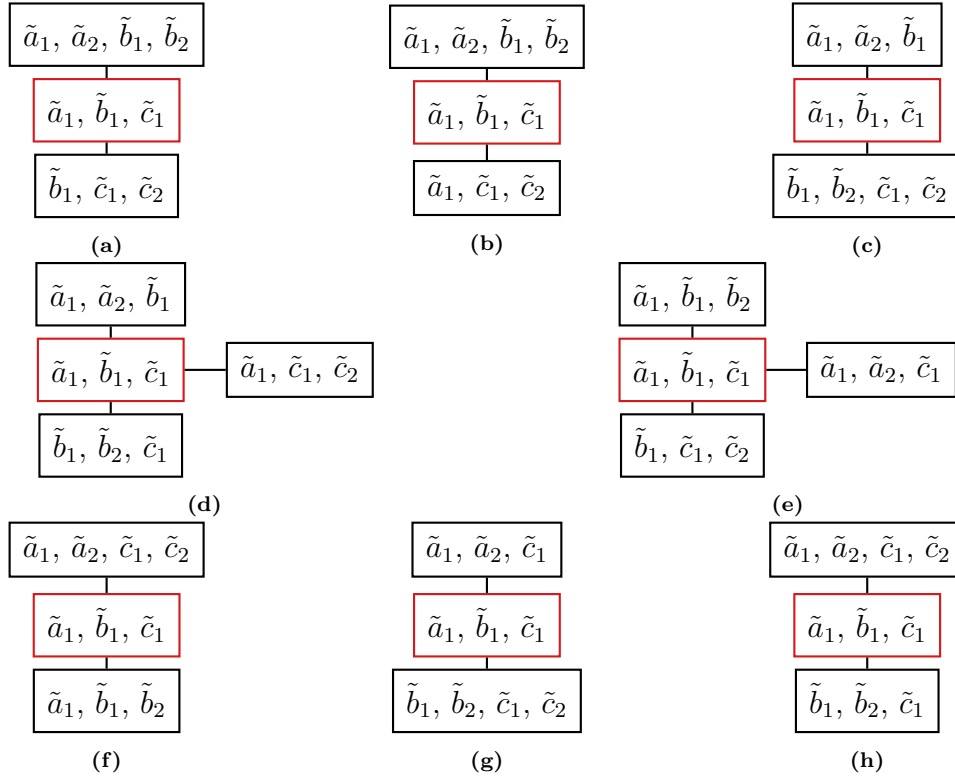 ã₁, ã₂, b̃₁, b̃₂
ã₁, b̃₁, c̃₁
b̃₁, c̃₁, c̃₂
(a)
ã₁, ã₂, b̃₁, b̃₂
ã₁, b̃₁, c̃₁
ã₁, c̃₁, c̃₂
(b)
ã₁, ã₂, b̃₁
ã₁, b̃₁, c̃₁
b̃₁, b̃₂, c̃₁, c̃₂
(c)
ã₁, ã₂, b̃₁
ã₁, b̃₁, c̃₁
ã₁, c̃₁, c̃₂
b̃₁, b̃₂, c̃₁
(d)
ã₁, b̃₁, b̃₂
ã₁, b̃₁, c̃₁
ã₁, ã₂, c̃₁
b̃₁, c̃₁, c̃₂
(e)
ã₁, ã₂, c̃₁, c̃₂
ã₁, b̃₁, c̃₁
ã₁, b̃₁, b̃₂
(f)
ã₁, ã₂, c̃₁
ã₁, b̃₁, c̃₁
b̃₁, b̃₂, c̃₁, c̃₂
(g)
ã₁, ã₂, c̃₁, c̃₂
ã₁, b̃₁, c̃₁
b̃₁, b̃₂, c̃₁
(h)